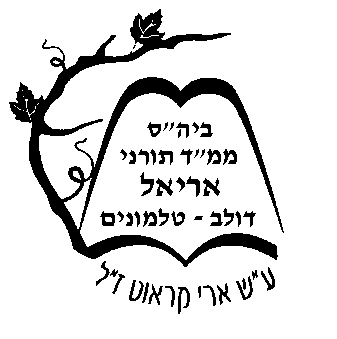 ביה״ס
ממ״ד תורני
אריאל
דולב - טלמונים
ע״ש ארי קראוט ז״ל